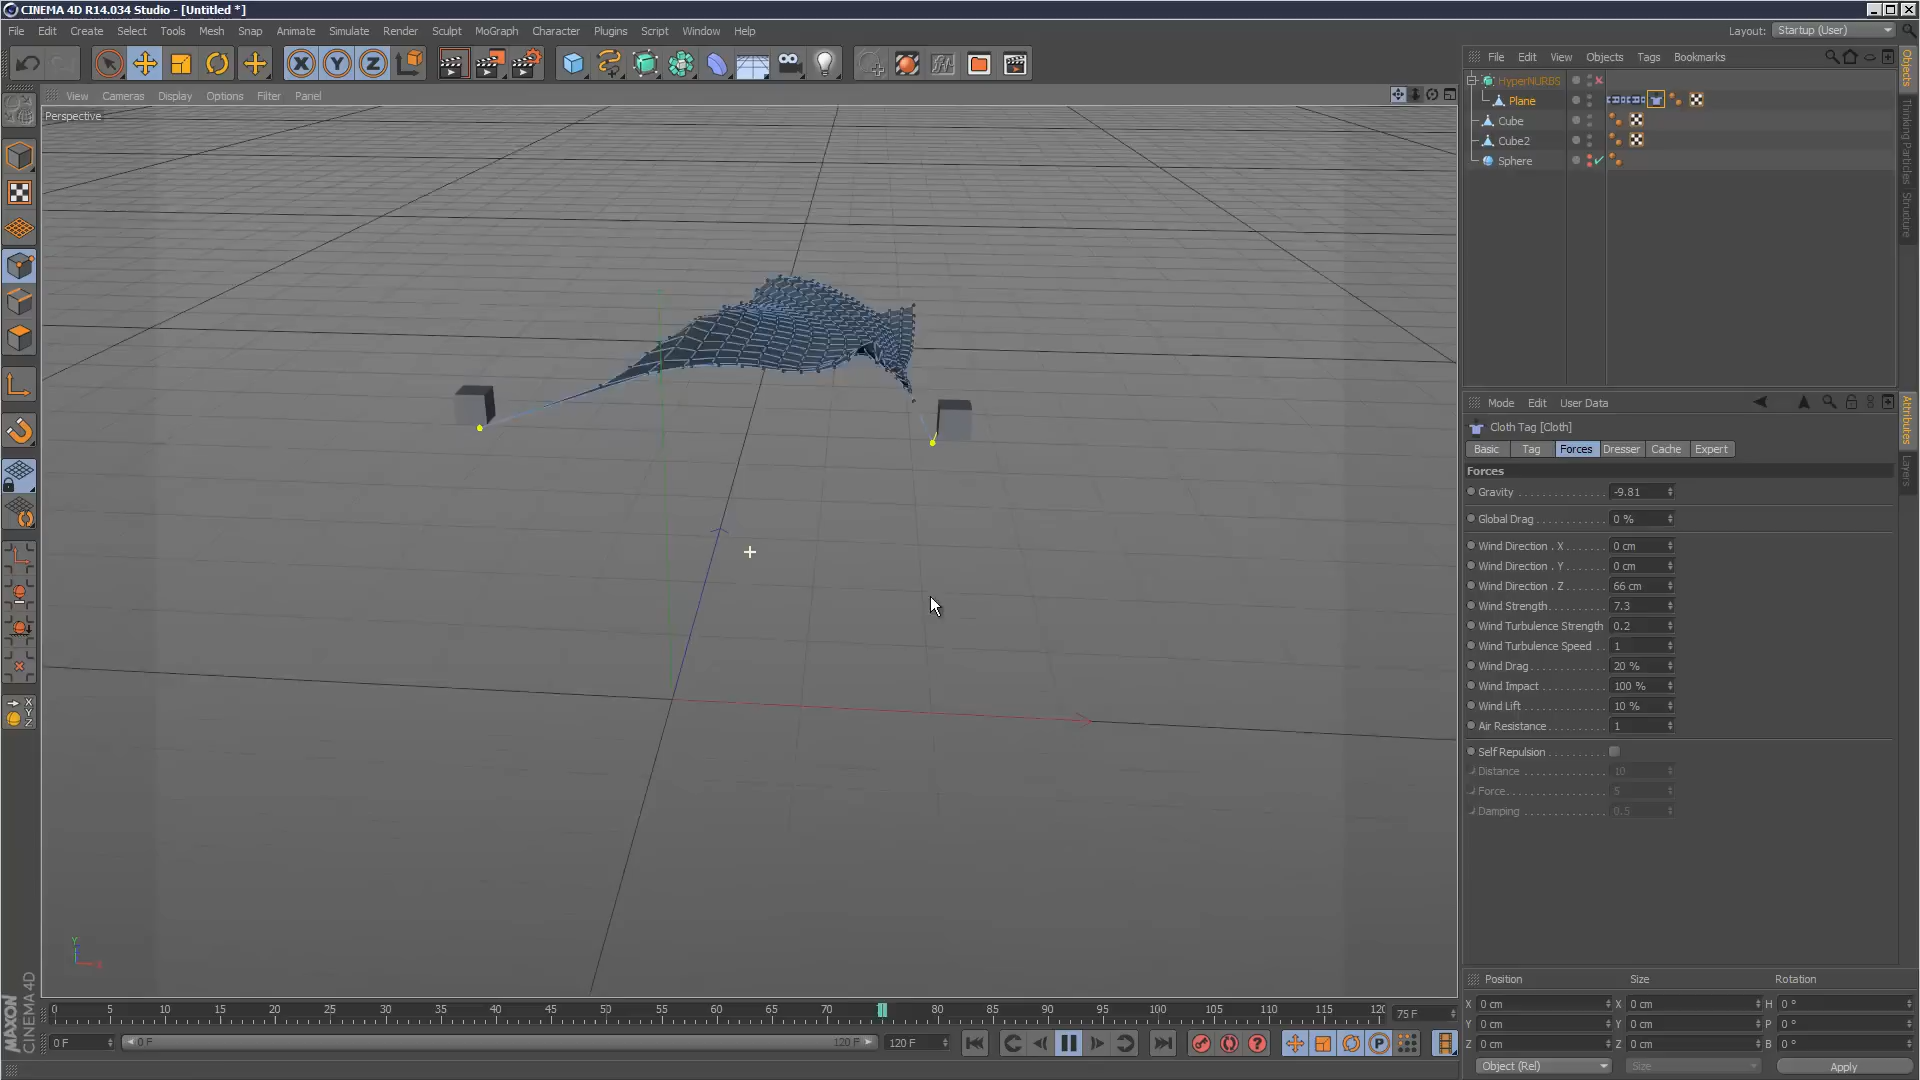 CINEMA 4D R14.034 Studio - [Untitled *]
File Edit Create Select Tools Mesh Snap Animate Simulate Render Sculpt MoGraph Character Plugins Script Window Help
Layout: Startup (User)
View Cameras Display Options Filter Panel
Perspective
File Edit View Objects Tags Bookmarks
HyperNURBS
Plane
Cube
Cube2
Sphere
Objects
Thinking Particles
Structure
Mode Edit User Data
Cloth Tag [Cloth]
Basic Tag Forces Dresser Cache Expert
Forces
Gravity -9.81
Global Drag 0 %
Wind Direction . X 0 cm
Wind Direction . Y 0 cm
Wind Direction . Z 66 cm
Wind Strength 7.3
Wind Turbulence Strength 0.2
Wind Turbulence Speed 1
Wind Drag 20 %
Wind Impact 100 %
Wind Lift 10 %
Air Resistance 1
Self Repulsion
Distance 10
Force 5
Damping 0.5
Attributes
Layers
Position Size Rotation
X 0 cm X 0 cm H 0 °
Y 0 cm Y 0 cm P 0 °
Z 0 cm Z 0 cm B 0 °
Object (Rel) Size Apply
0 5 10 15 20 25 30 35 40 45 50 55 60 65 70 75 80 85 90 95 100 105 110 115 120 75 F
0 F 0 F 120 F 120 F
MAXON
CINEMA 4D
X
Y
Z